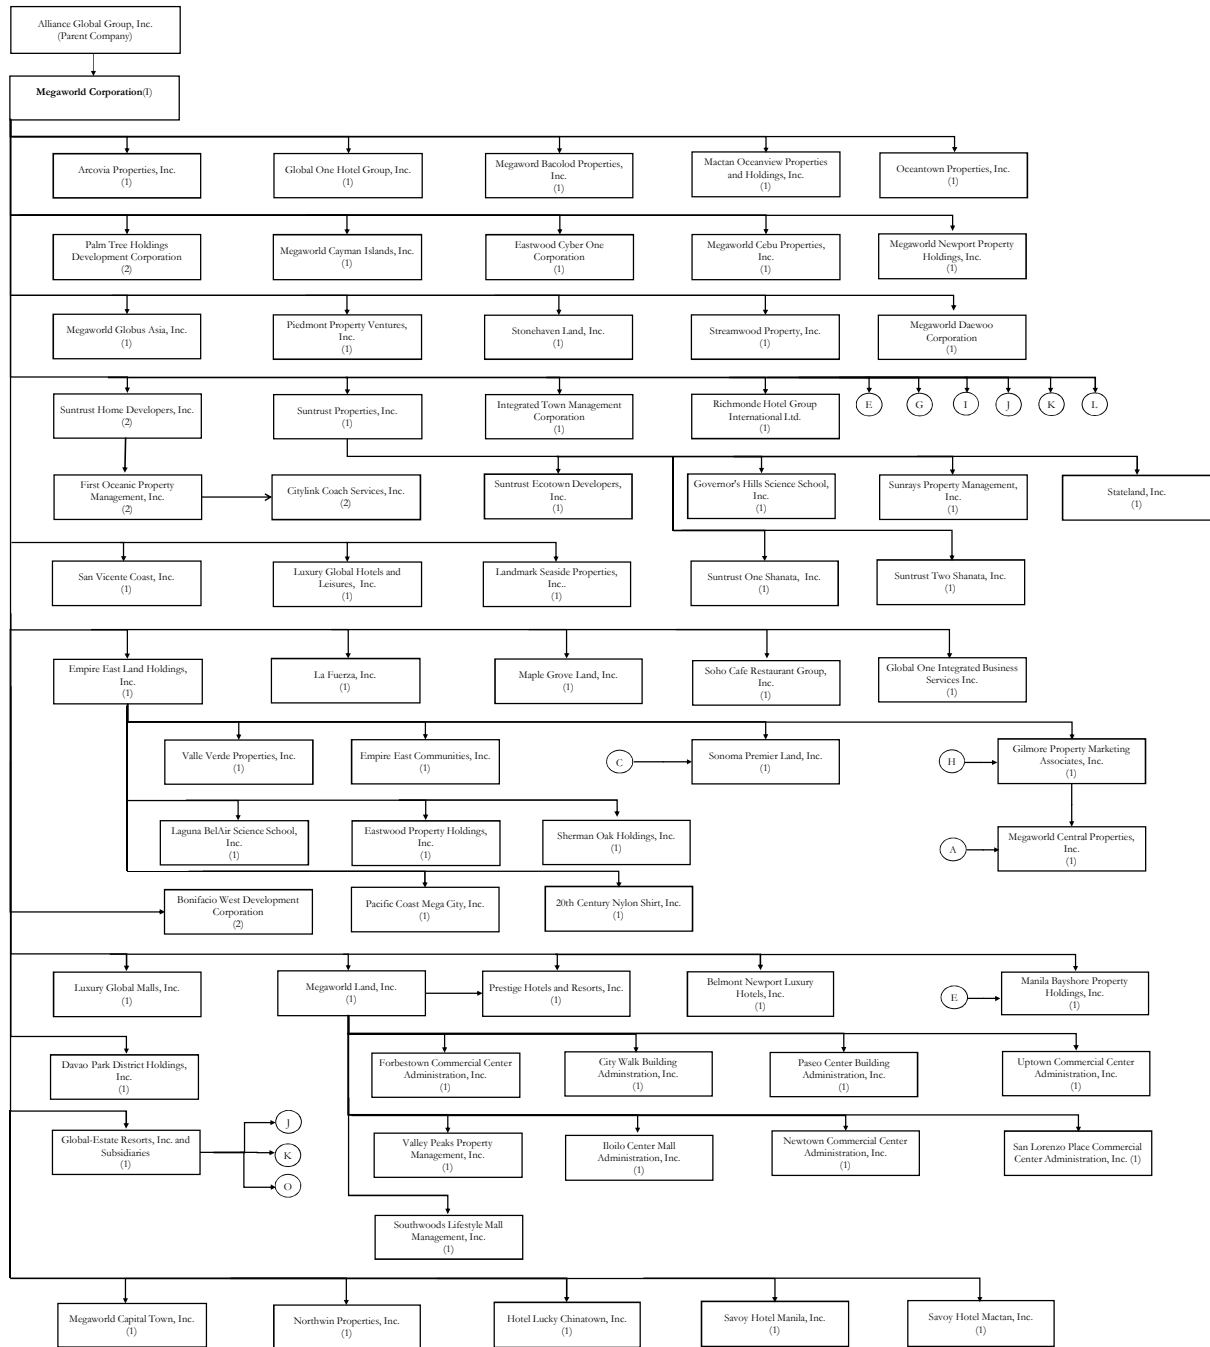 Alliance Global Group, Inc.
(Parent Company)
Megaworld Corporation(1)
Arcovia Properties, Inc.
(1)
Global One Hotel Group, Inc.
(1)
Megaword Bacolod Properties,
Inc.
(1)
Mactan Oceanview Properties
and Holdings, Inc.
(1)
Oceantown Properties, Inc.
(1)
Palm Tree Holdings
Development Corporation
(2)
Megaworld Cayman Islands, Inc.
(1)
Eastwood Cyber One
Corporation
(1)
Megaworld Cebu Properties,
Inc.
(1)
Megaworld Newport Property
Holdings, Inc.
(1)
Megaworld Globus Asia, Inc.
(1)
Piedmont Property Ventures,
Inc.
(1)
Stonehaven Land, Inc.
(1)
Streamwood Property, Inc.
(1)
Megaworld Daewoo
Corporation
(1)
Suntrust Home Developers, Inc.
(2)
Suntrust Properties, Inc.
(1)
Integrated Town Management
Corporation
(1)
Richmonde Hotel Group
International Ltd.
(1)
E
G
I
J
K
L
First Oceanic Property
Management, Inc.
(2)
Citylink Coach Services, Inc.
(2)
Suntrust Ecotown Developers,
Inc.
(1)
Governor's Hills Science School,
Inc.
(1)
Sunrays Property Management,
Inc.
(1)
Stateland, Inc.
(1)
San Vicente Coast, Inc.
(1)
Luxury Global Hotels and
Leisures, Inc.
(1)
Landmark Seaside Properties,
Inc..
(1)
Suntrust One Shanata, Inc.
(1)
Suntrust Two Shanata, Inc.
(1)
Empire East Land Holdings,
Inc.
(1)
La Fuerza, Inc.
(1)
Maple Grove Land, Inc.
(1)
Soho Cafe Restaurant Group,
Inc.
(1)
Global One Integrated Business
Services Inc.
(1)
Valle Verde Properties, Inc.
(1)
Empire East Communities, Inc.
(1)
C
Sonoma Premier Land, Inc.
(1)
H
Gilmore Property Marketing
Associates, Inc.
(1)
Laguna BelAir Science School,
Inc.
(1)
Eastwood Property Holdings,
Inc.
(1)
Sherman Oak Holdings, Inc.
(1)
A
Megaworld Central Properties,
Inc.
(1)
Bonifacio West Development
Corporation
(2)
Pacific Coast Mega City, Inc.
(1)
20th Century Nylon Shirt, Inc.
(1)
Luxury Global Malls, Inc.
(1)
Megaworld Land, Inc.
(1)
Prestige Hotels and Resorts, Inc.
(1)
Belmont Newport Luxury
Hotels, Inc.
(1)
E
Manila Bayshore Property
Holdings, Inc.
(1)
Davao Park District Holdings,
Inc.
(1)
Forbestown Commercial Center
Administration, Inc.
(1)
City Walk Building
Adminstration, Inc.
(1)
Paseo Center Building
Administration, Inc.
(1)
Uptown Commercial Center
Administration, Inc.
(1)
Global-Estate Resorts, Inc. and
Subsidiaries
(1)
J
K
O
Valley Peaks Property
Management, Inc.
(1)
Iloilo Center Mall
Administration, Inc.
(1)
Newtown Commercial Center
Administration, Inc.
(1)
San Lorenzo Place Commercial
Center Administration, Inc. (1)
Southwoods Lifestyle Mall
Management, Inc.
(1)
Megaworld Capital Town, Inc.
(1)
Northwin Properties, Inc.
(1)
Hotel Lucky Chinatown, Inc.
(1)
Savoy Hotel Manila, Inc.
(1)
Savoy Hotel Mactan, Inc.
(1)